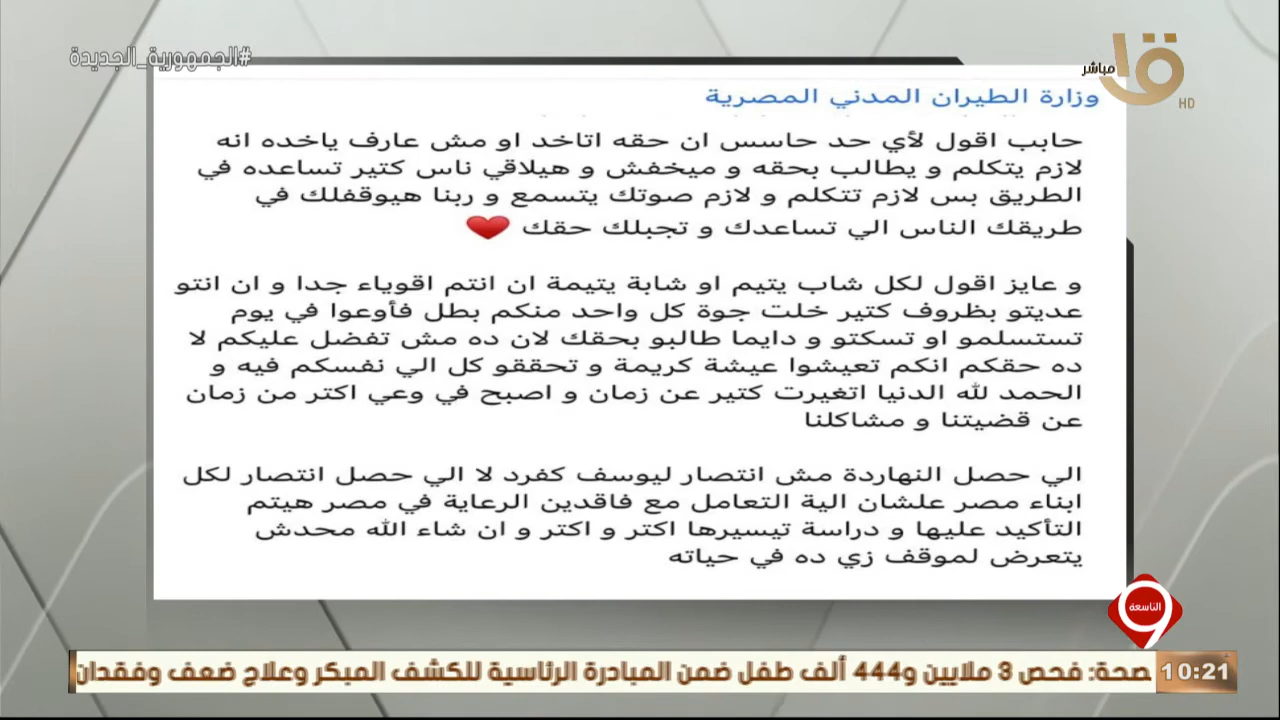 #الجمهورية_الجديدة
مباشر
HD
وزارة الطيران المدني المصرية
حابب اقول لأي حد حاسس ان حقه اتاخد او مش عارف ياخده انه
لازم يتكلم و يطالب بحقه و ميخفش و هيلاقي ناس كتير تساعده في
الطريق بس لازم تتكلم و لازم صوتك يتسمع و ربنا هيوقفلك في
طريقك الناس الي تساعدك و تجبلك حقك ❤️
و عايز اقول لكل شاب يتيم او شابة يتيمة ان انتم اقوياء جدا و ان انتو
عديتو بظروف كتير خلت جوة كل واحد منكم بطل فأوعوا في يوم
تستسلمو او تسكتو و دايما طالبو بحقك لان ده مش تفضل عليكم لا
ده حقكم انكم تعيشوا عيشة كريمة و تحققو كل الي نفسكم فيه و
الحمد لله الدنيا اتغيرت كتير عن زمان و اصبح في وعي اكتر من زمان
عن قضيتنا و مشاكلنا
الي حصل النهاردة مش انتصار ليوسف كفرد لا الي حصل انتصار لكل
ابناء مصر علشان الية التعامل مع فاقدين الرعاية في مصر هيتم
التأكيد عليها و دراسة تيسيرها اكتر و اكتر و ان شاء الله محدش
يتعرض لموقف زي ده في حياته
التاسعة
9
صحة: فحص 3 ملايين و444 ألف طفل ضمن المبادرة الرئاسية للكشف المبكر وعلاج ضعف وفقدان
10:21